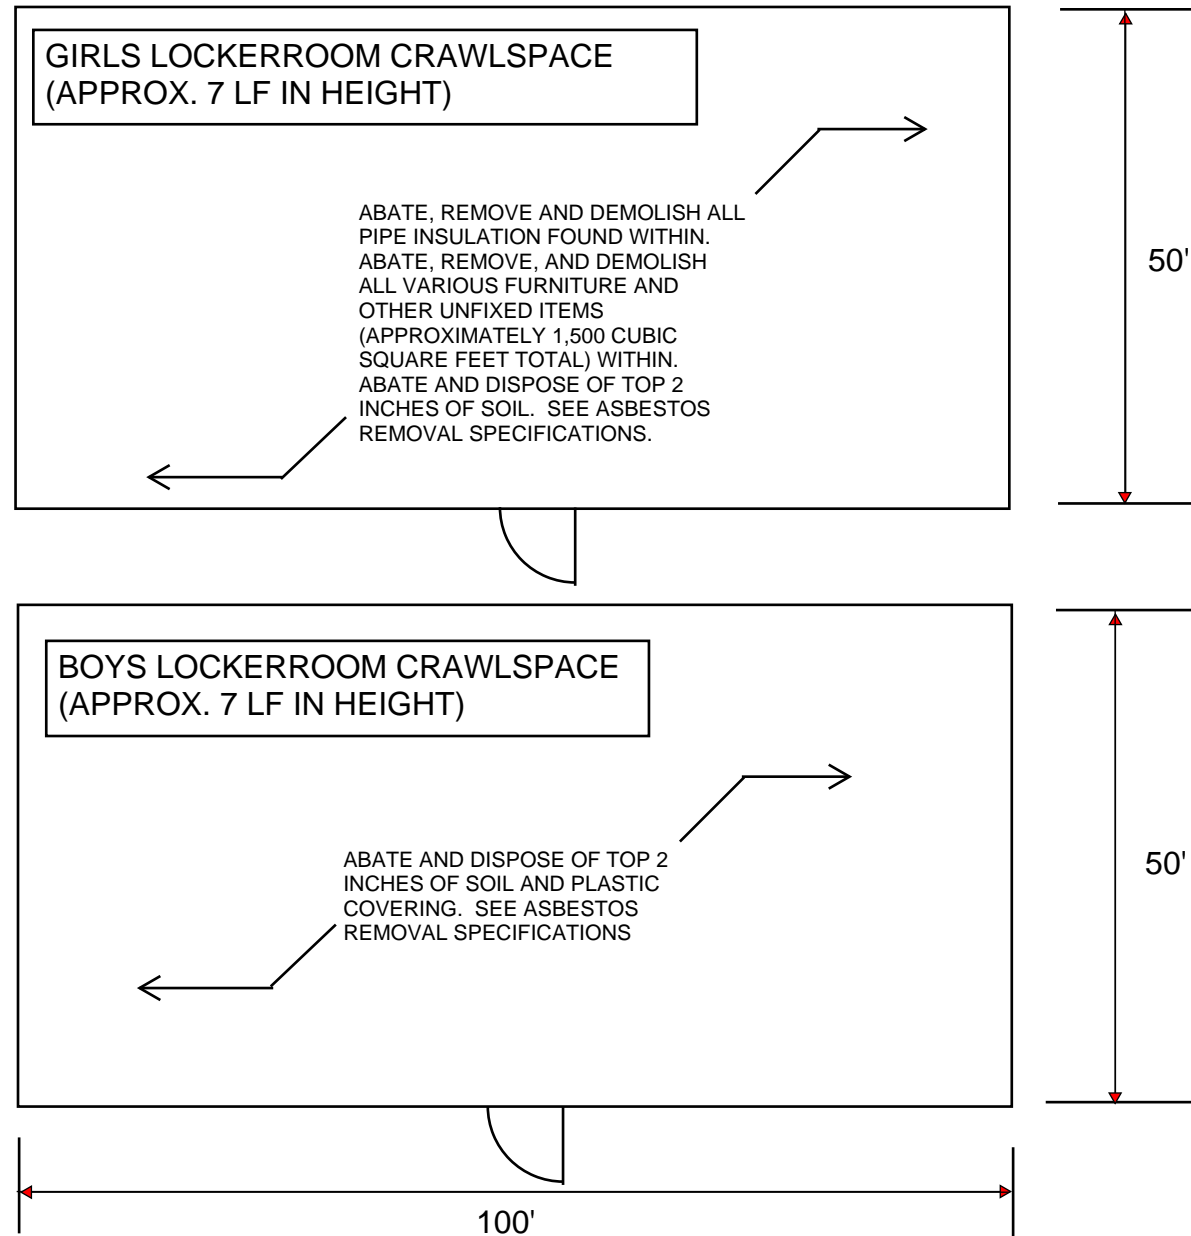 GIRLS LOCKERROOM CRAWLSPACE
(APPROX. 7 LF IN HEIGHT)
ABATE, REMOVE AND DEMOLISH ALL
PIPE INSULATION FOUND WITHIN.
ABATE, REMOVE, AND DEMOLISH
ALL VARIOUS FURNITURE AND
OTHER UNFIXED ITEMS
(APPROXIMATELY 1,500 CUBIC
SQUARE FEET TOTAL) WITHIN.
ABATE AND DISPOSE OF TOP 2
INCHES OF SOIL.  SEE ASBESTOS
REMOVAL SPECIFICATIONS.
50'
BOYS LOCKERROOM CRAWLSPACE
(APPROX. 7 LF IN HEIGHT)
ABATE AND DISPOSE OF TOP 2
INCHES OF SOIL AND PLASTIC
COVERING.  SEE ASBESTOS
REMOVAL SPECIFICATIONS
50'
100'